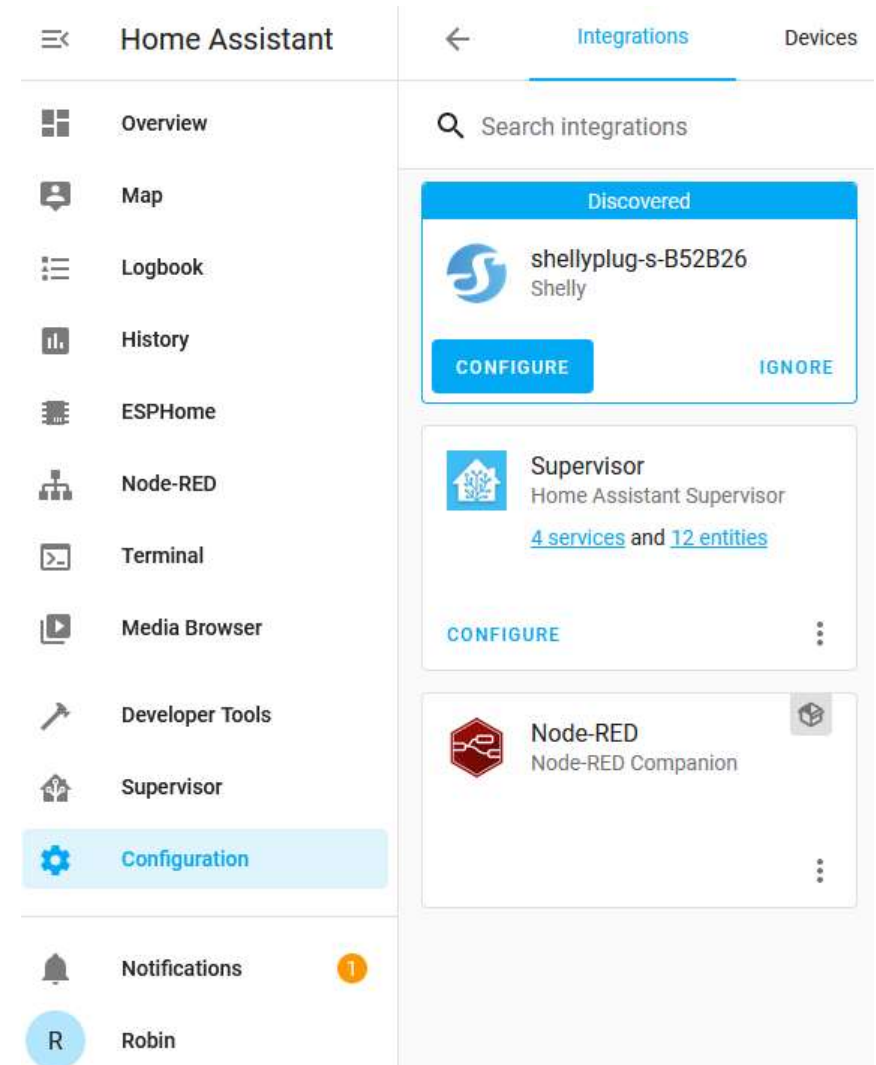 Home Assistant
Overview
Map
Logbook
History
ESPHome
Node-RED
Terminal
Media Browser
Developer Tools
Supervisor
Configuration
Notifications 1
R Robin
Integrations Devices
Search integrations
Discovered
shellyplug-s-B52B26
Shelly
CONFIGURE IGNORE
Supervisor
Home Assistant Supervisor
4 services and 12 entities
CONFIGURE
Node-RED
Node-RED Companion